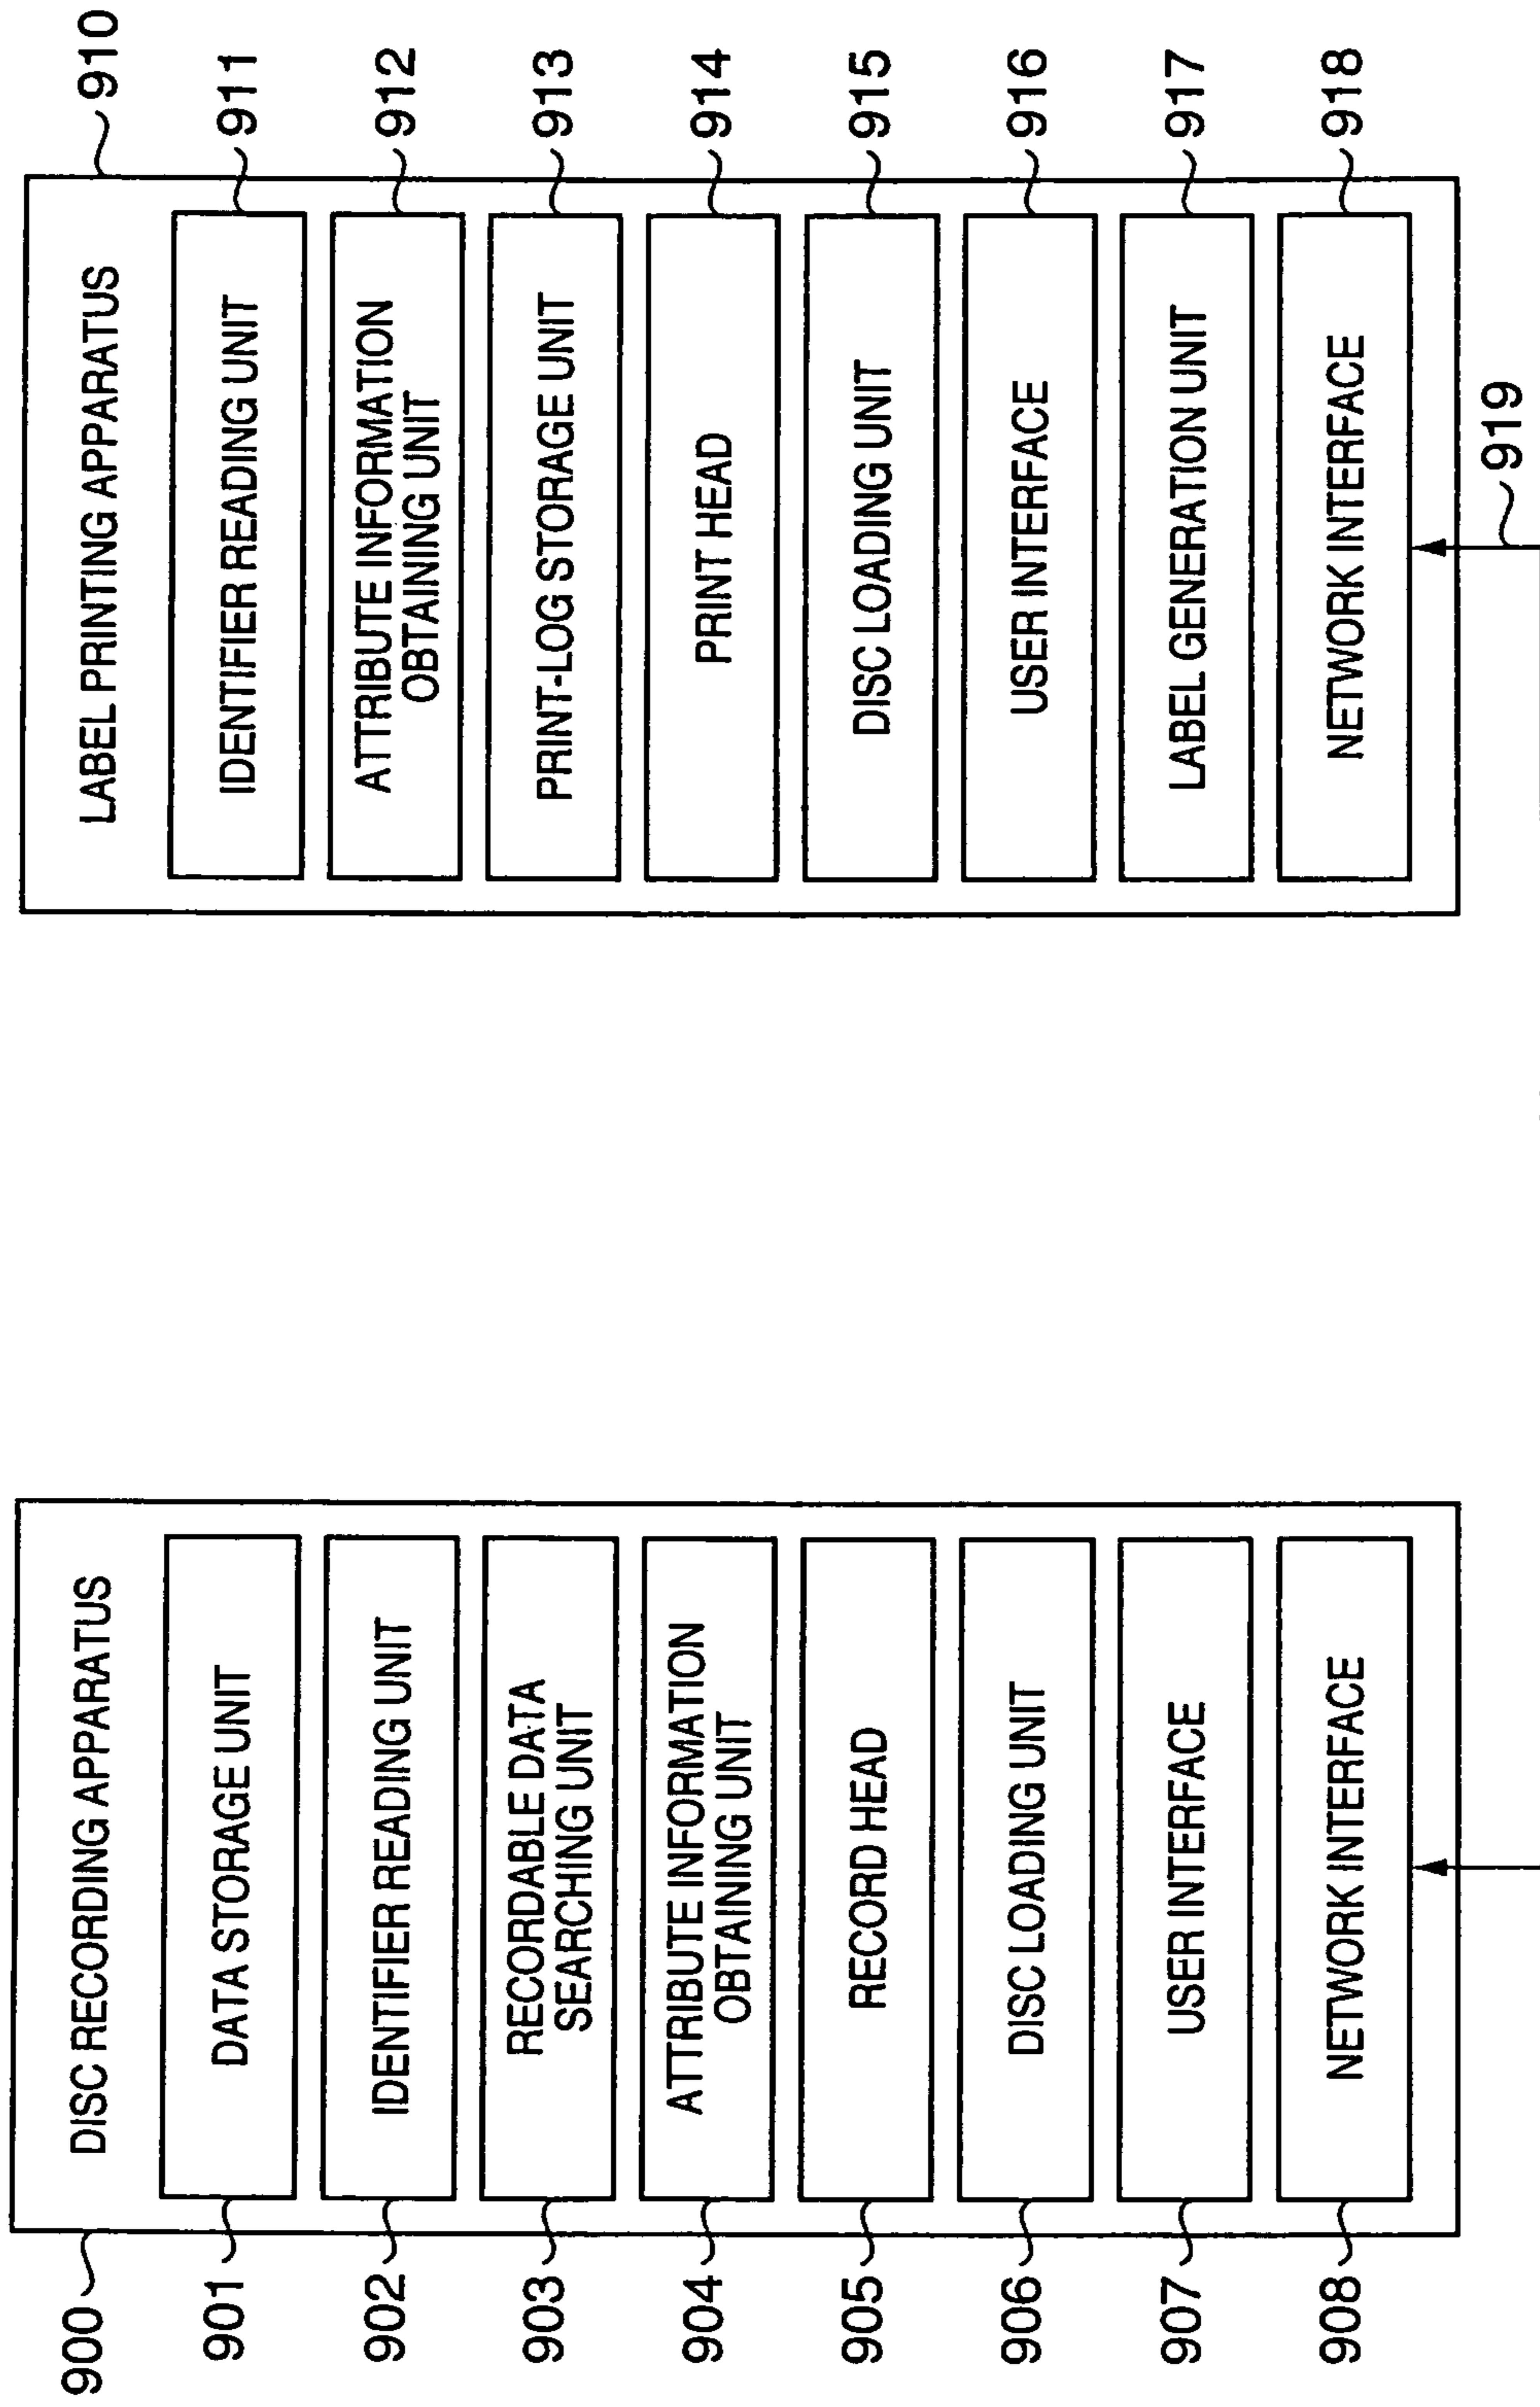 900
DISC RECORDING APPARATUS
901
DATA STORAGE UNIT
902
IDENTIFIER READING UNIT
903
RECORDABLE DATA
SEARCHING UNIT
904
ATTRIBUTE INFORMATION
OBTAINING UNIT
905
RECORD HEAD
906
DISC LOADING UNIT
907
USER INTERFACE
908
NETWORK INTERFACE
LABEL PRINTING APPARATUS
910
IDENTIFIER READING UNIT
911
ATTRIBUTE INFORMATION
OBTAINING UNIT
912
PRINT-LOG STORAGE UNIT
913
PRINT HEAD
914
DISC LOADING UNIT
915
USER INTERFACE
916
LABEL GENERATION UNIT
917
NETWORK INTERFACE
918
919